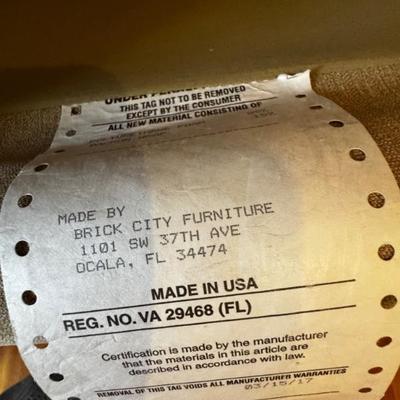 UNDER
THIS TAG NOT TO BE REMOVED
EXCEPT BY THE CONSUMER
ALL NEW MATERIAL CONSISTING OF
MADE BY
BRICK CITY FURNITURE
1101 SW 37TH AVE
OCALA, FL 34474
MADE IN USA
REG. NO. VA 29468 (FL)
Certification is made by the manufacturer
that the materials in this article are
described in accordance with law.
REMOVAL OF THIS TAG VOIDS ALL MANUFACTURER WARRANTIES
03/15/17